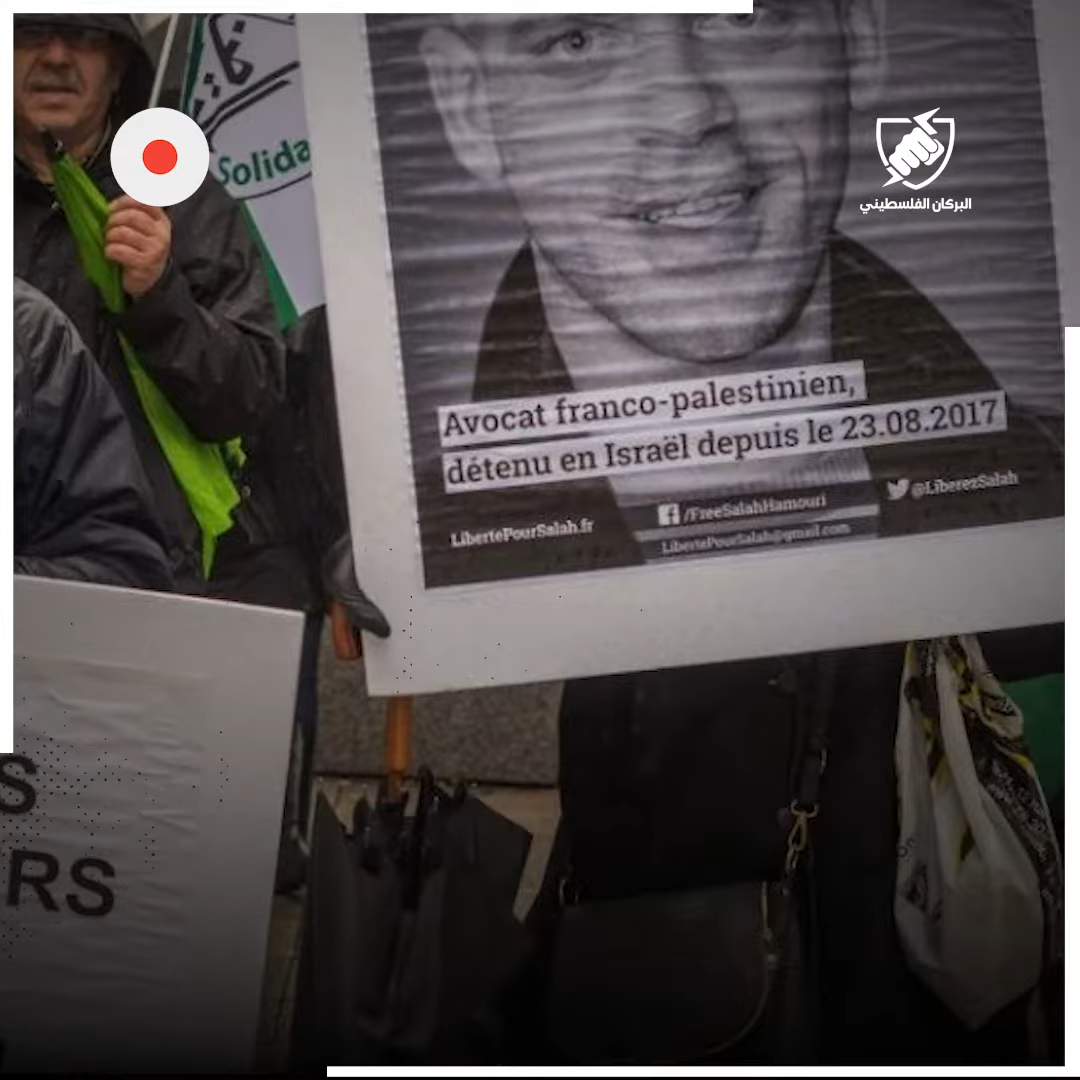 Solida
البركان الفلسطيني
Avocat franco-palestinien,
détenu en Israël depuis le 23.08.2017
LibertePourSalah.fr
/FreeSalahHamouri
@LiberezSalah
LibertePourSalah@gmail.com
S
RS